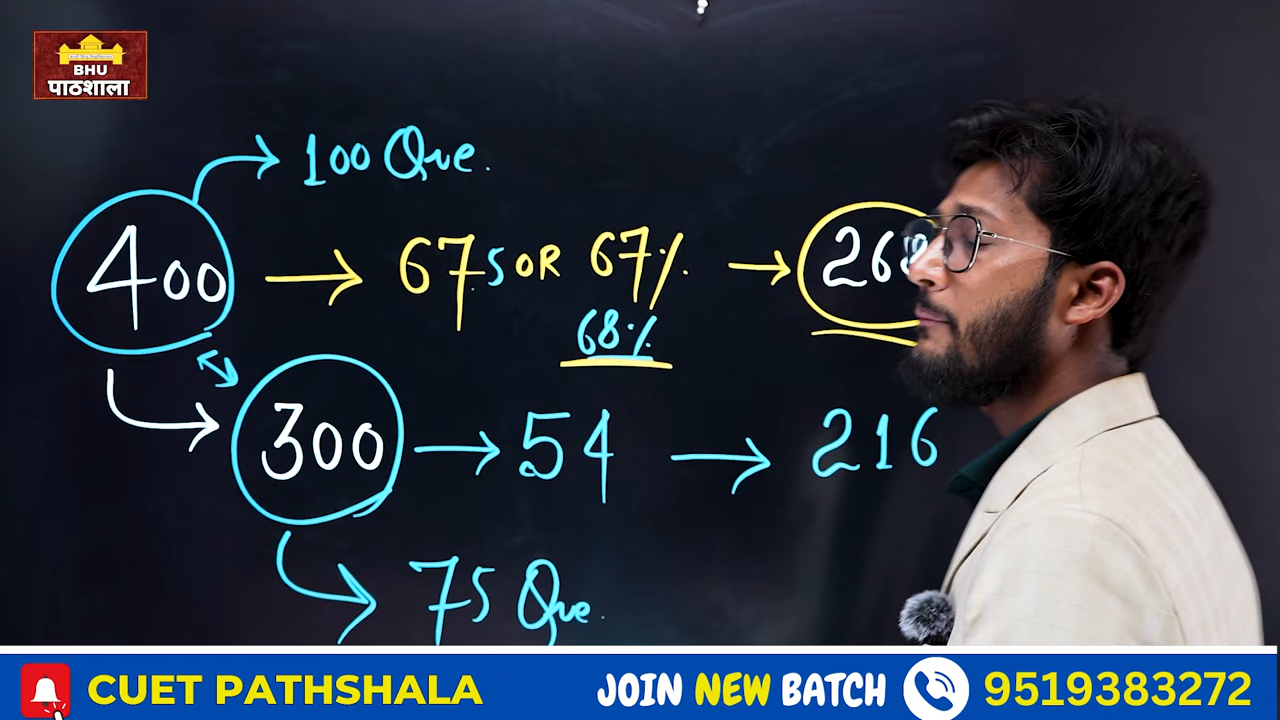 BHU
पाठशाला
100 Que.
400 → 67.5 OR 67% →
68%
300 → 54 → 216
75 Que.
CUET PATHSHALA JOIN NEW BATCH 9519383272